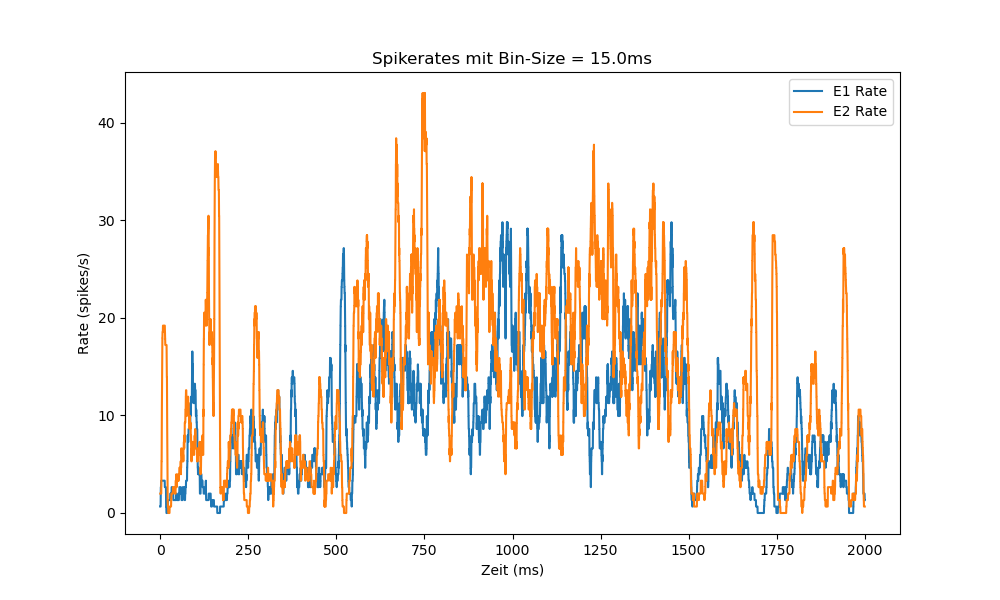 Spikerates mit Bin-Size = 15.0ms
E1 Rate
E2 Rate
Rate (spikes/s)
40
30
20
10
0
0 250 500 750 1000 1250 1500 1750 2000
Zeit (ms)